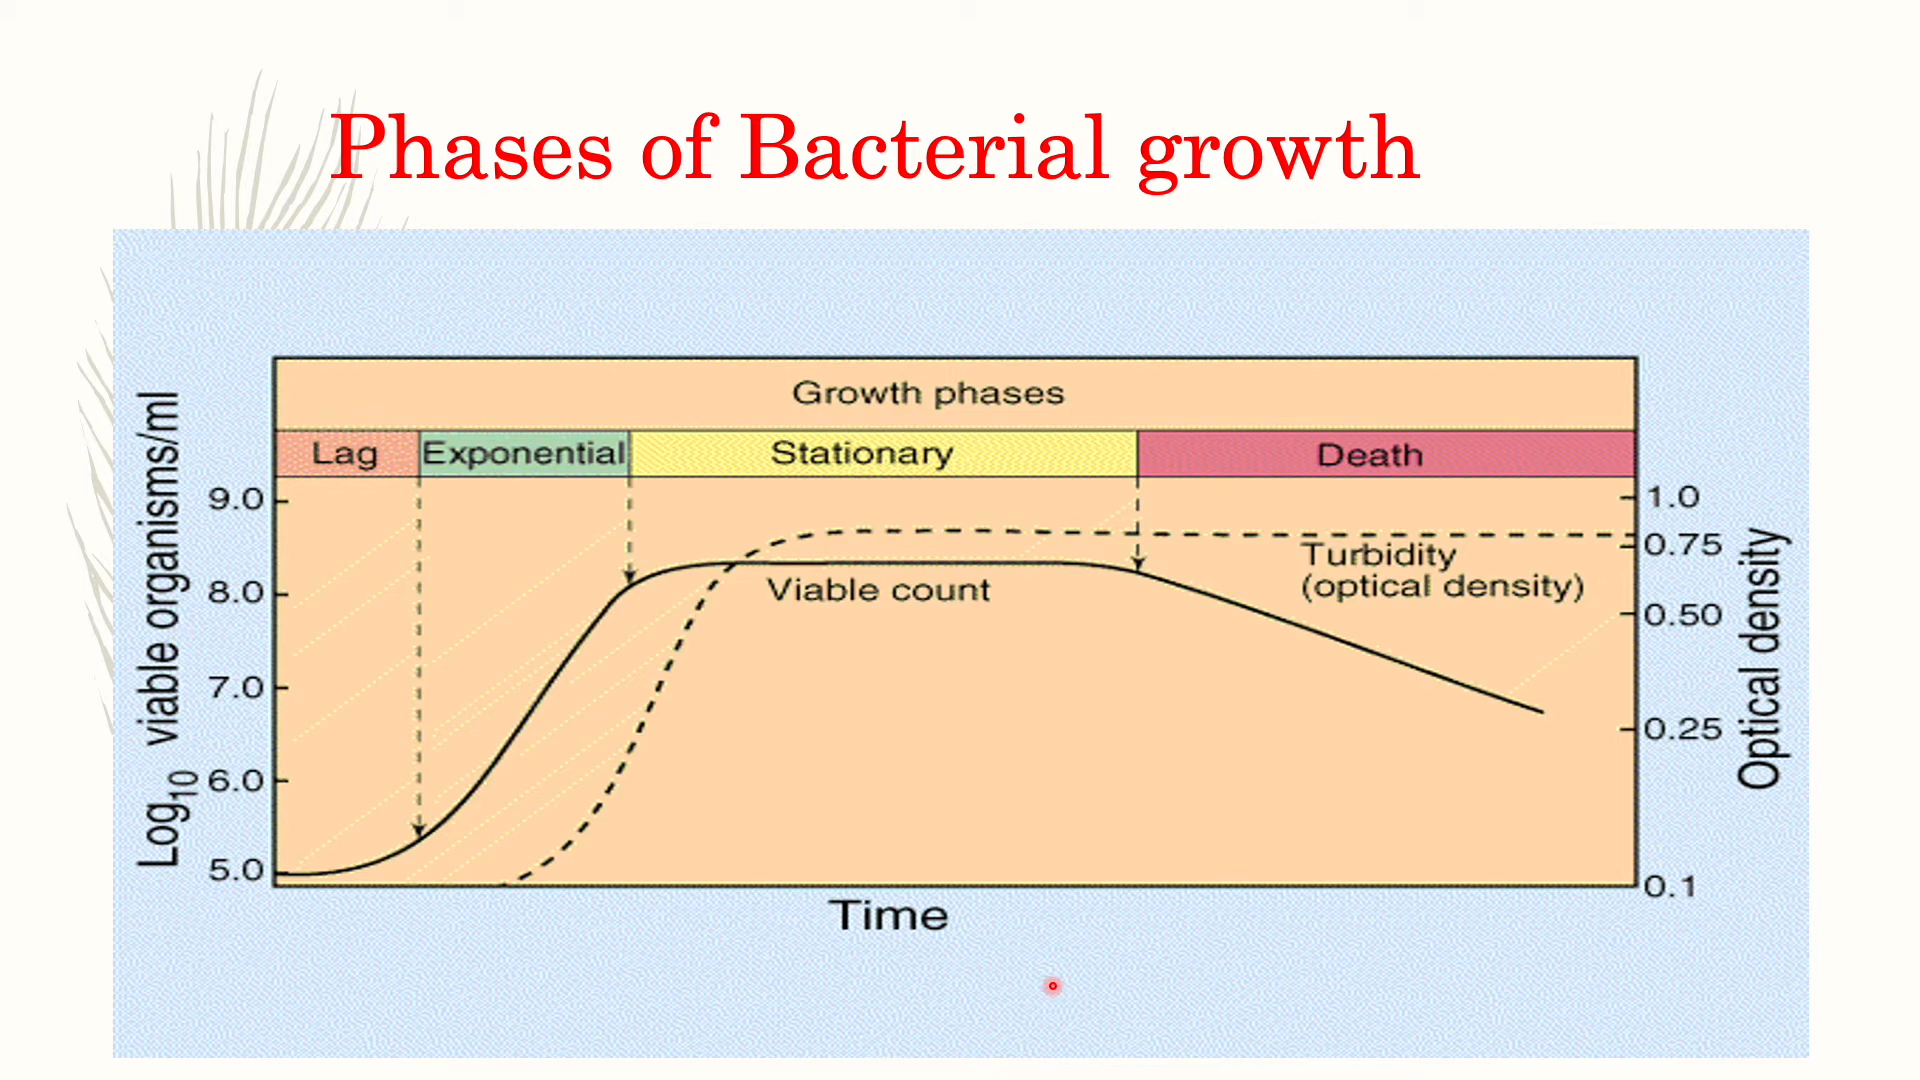 Phases of Bacterial growth
Growth phases
Lag
Exponential
Stationary
Death
Log10 viable organisms/ml
9.0
8.0
7.0
6.0
5.0
Viable count
Turbidity
(optical density)
1.0
0.75
0.50
0.25
0.1
Optical density
Time